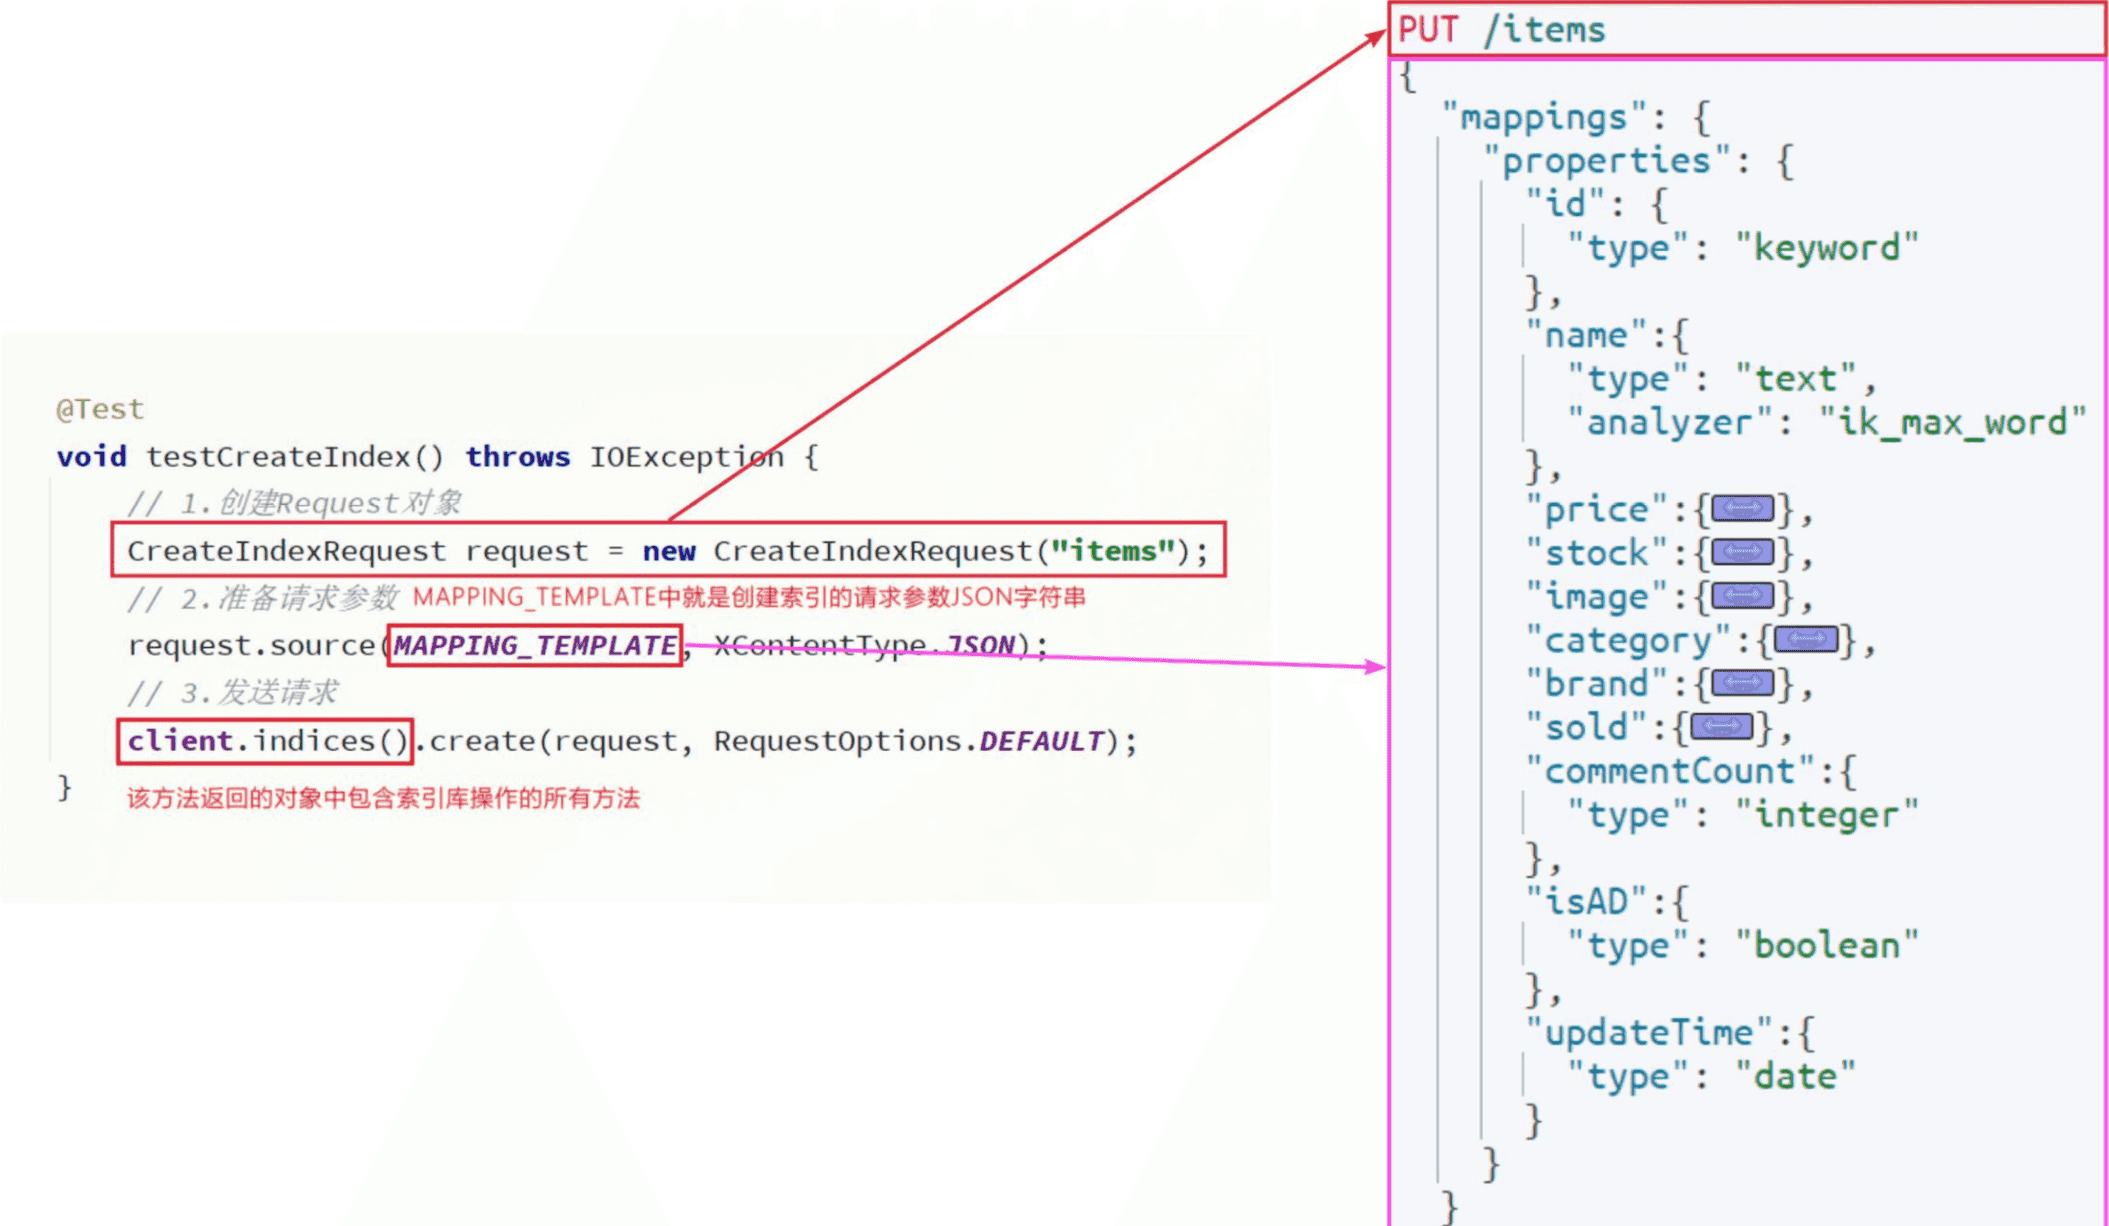 @Test
void testCreateIndex() throws IOException {
// 1.创建Request对象
CreateIndexRequest request = new CreateIndexRequest("items");
// 2.准备请求参数 MAPPING_TEMPLATE中就是创建索引的请求参数JSON字符串
request.source(MAPPING_TEMPLATE, XContentType.JSON);
// 3.发送请求
client.indices().create(request, RequestOptions.DEFAULT);
}
该方法返回的对象中包含索引库操作的所有方法
PUT /items
{
"mappings": {
"properties": {
"id": {
"type": "keyword"
},
"name":{
"type": "text",
"analyzer": "ik_max_word"
},
"price":{},
"stock":{},
"image":{},
"category":{},
"brand":{},
"sold":{},
"commentCount":{
"type": "integer"
},
"isAD":{
"type": "boolean"
},
"updateTime":{
"type": "date"
}
}
}